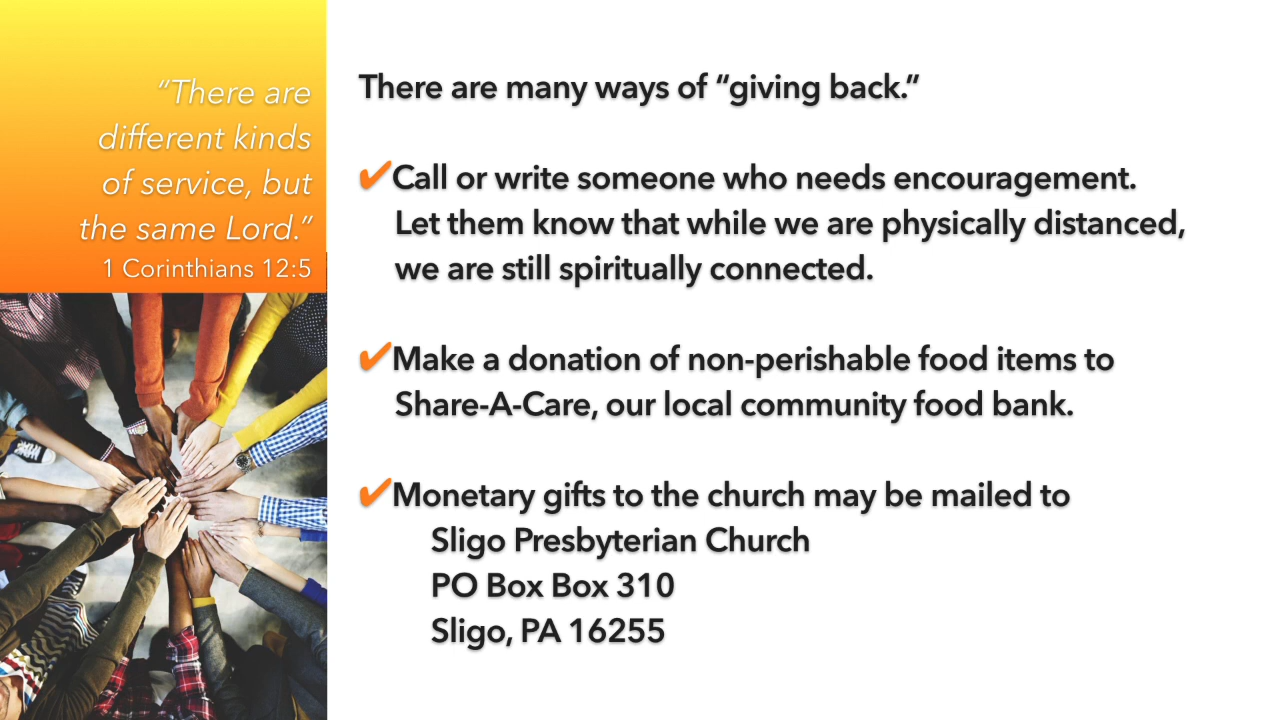 “There are
different kinds
of service, but
the same Lord.”
1 Corinthians 12:5
There are many ways of “giving back.”
✔Call or write someone who needs encouragement.
Let them know that while we are physically distanced,
we are still spiritually connected.
✔Make a donation of non-perishable food items to
Share-A-Care, our local community food bank.
✔Monetary gifts to the church may be mailed to
Sligo Presbyterian Church
PO Box Box 310
Sligo, PA 16255